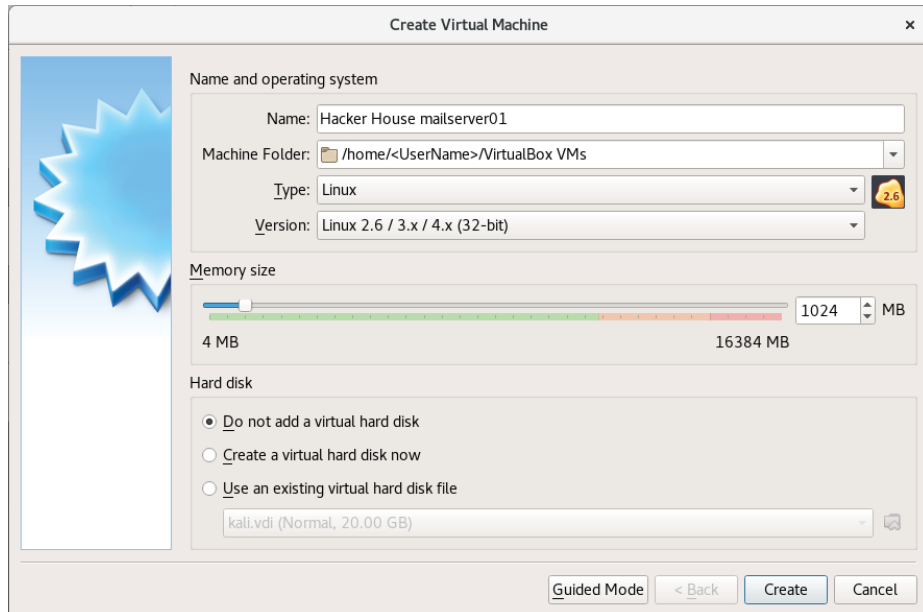 Create Virtual Machine
×
Name and operating system
Name: Hacker House mailserver01
Machine Folder: /home/<UserName>/VirtualBox VMs
Type: Linux
2.6
Version: Linux 2.6 / 3.x / 4.x (32-bit)
Memory size
1024 MB
4 MB 16384 MB
Hard disk
Do not add a virtual hard disk
Create a virtual hard disk now
Use an existing virtual hard disk file
kali.vdi (Normal, 20.00 GB)
Guided Mode < Back Create Cancel